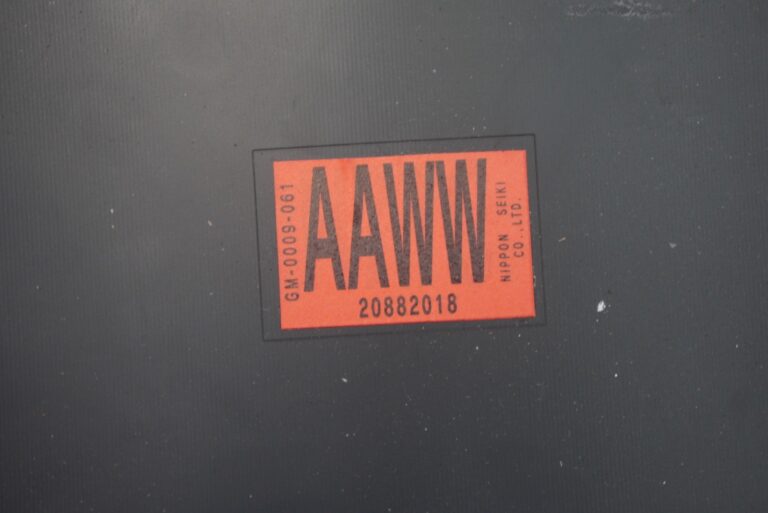 GM-0009-061
AAWW
20882018
NIPPON SEIKI
CO.,LTD.